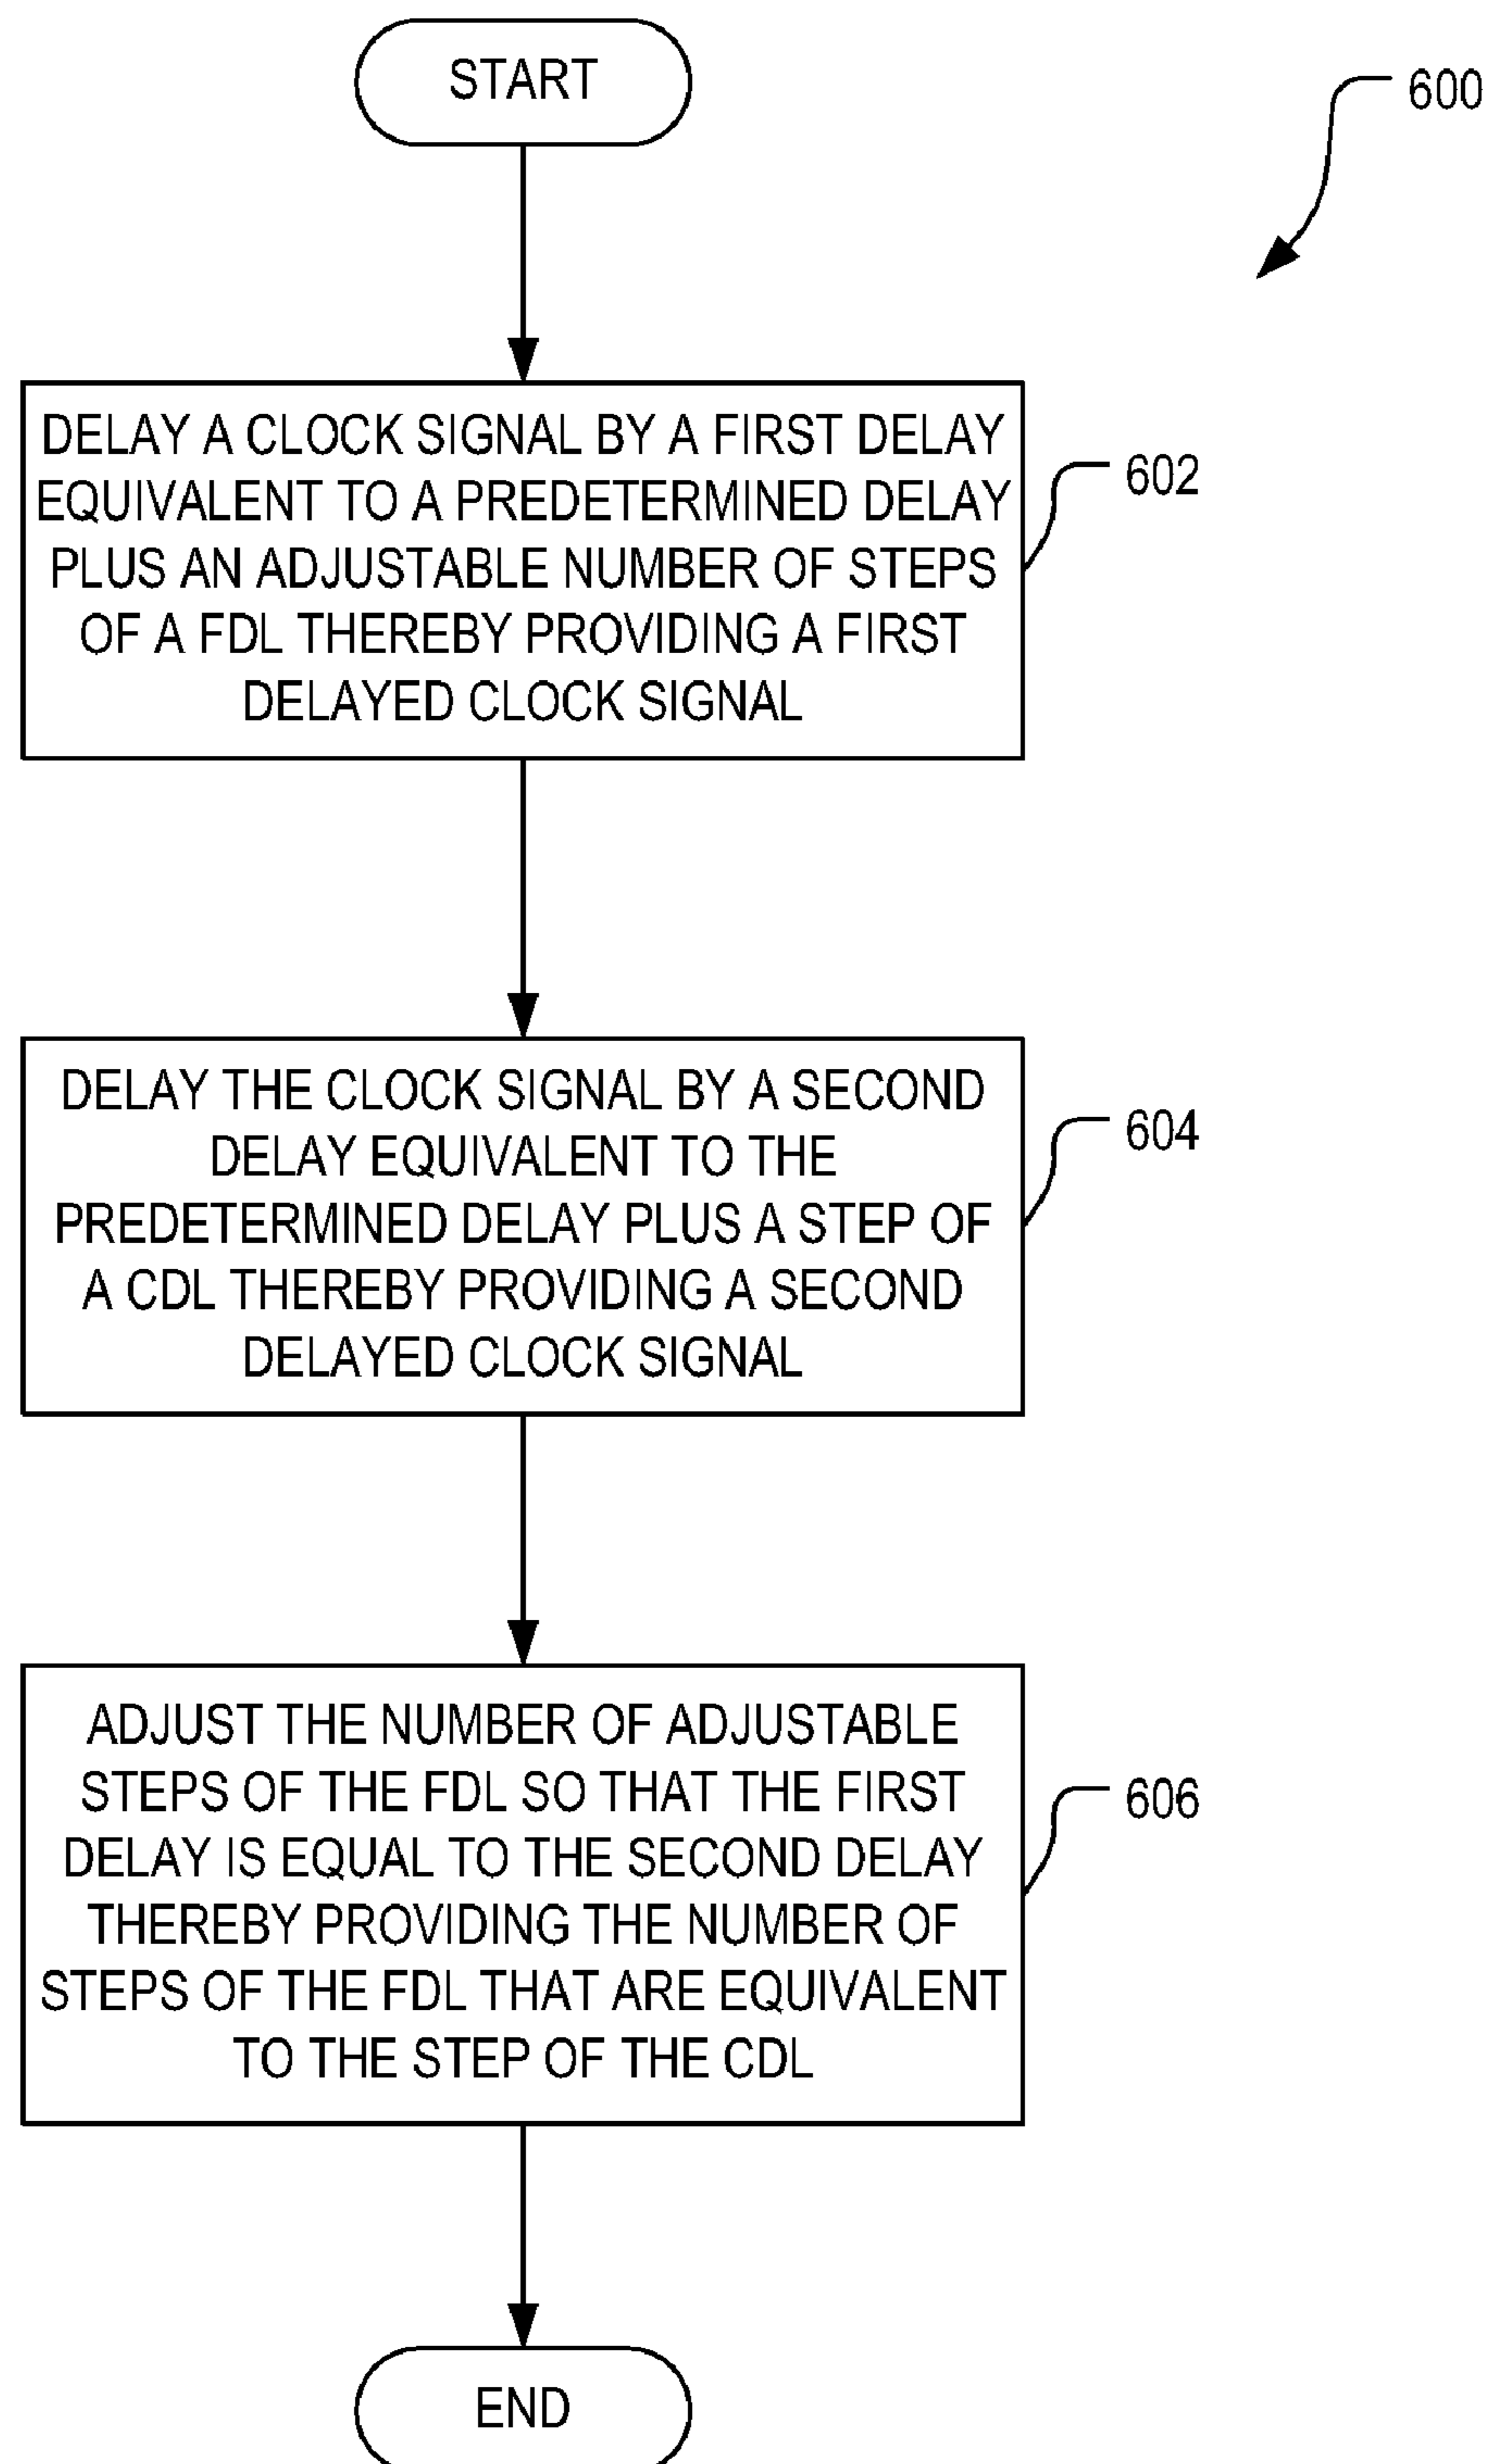 START
600
DELAY A CLOCK SIGNAL BY A FIRST DELAY
EQUIVALENT TO A PREDETERMINED DELAY
PLUS AN ADJUSTABLE NUMBER OF STEPS
OF A FDL THEREBY PROVIDING A FIRST
DELAYED CLOCK SIGNAL
602
DELAY THE CLOCK SIGNAL BY A SECOND
DELAY EQUIVALENT TO THE
PREDETERMINED DELAY PLUS A STEP OF
A CDL THEREBY PROVIDING A SECOND
DELAYED CLOCK SIGNAL
604
ADJUST THE NUMBER OF ADJUSTABLE
STEPS OF THE FDL SO THAT THE FIRST
DELAY IS EQUAL TO THE SECOND DELAY
THEREBY PROVIDING THE NUMBER OF
STEPS OF THE FDL THAT ARE EQUIVALENT
TO THE STEP OF THE CDL
606
END